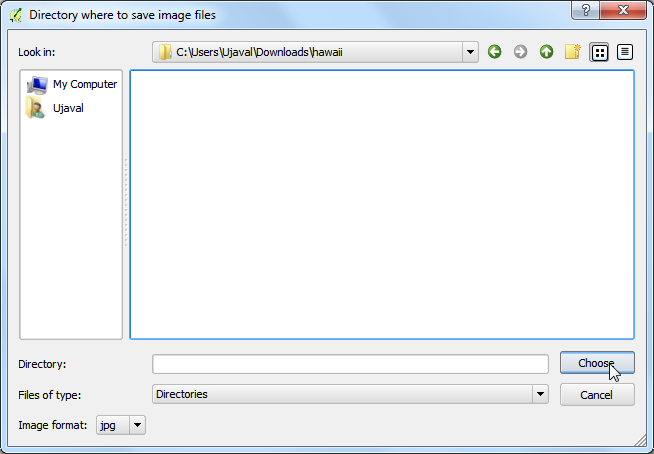 Directory where to save image files
Look in: C:\Users\Ujaval\Downloads\hawaii
My Computer
Ujaval
Directory: Choose
Files of type: Directories Cancel
Image format: jpg